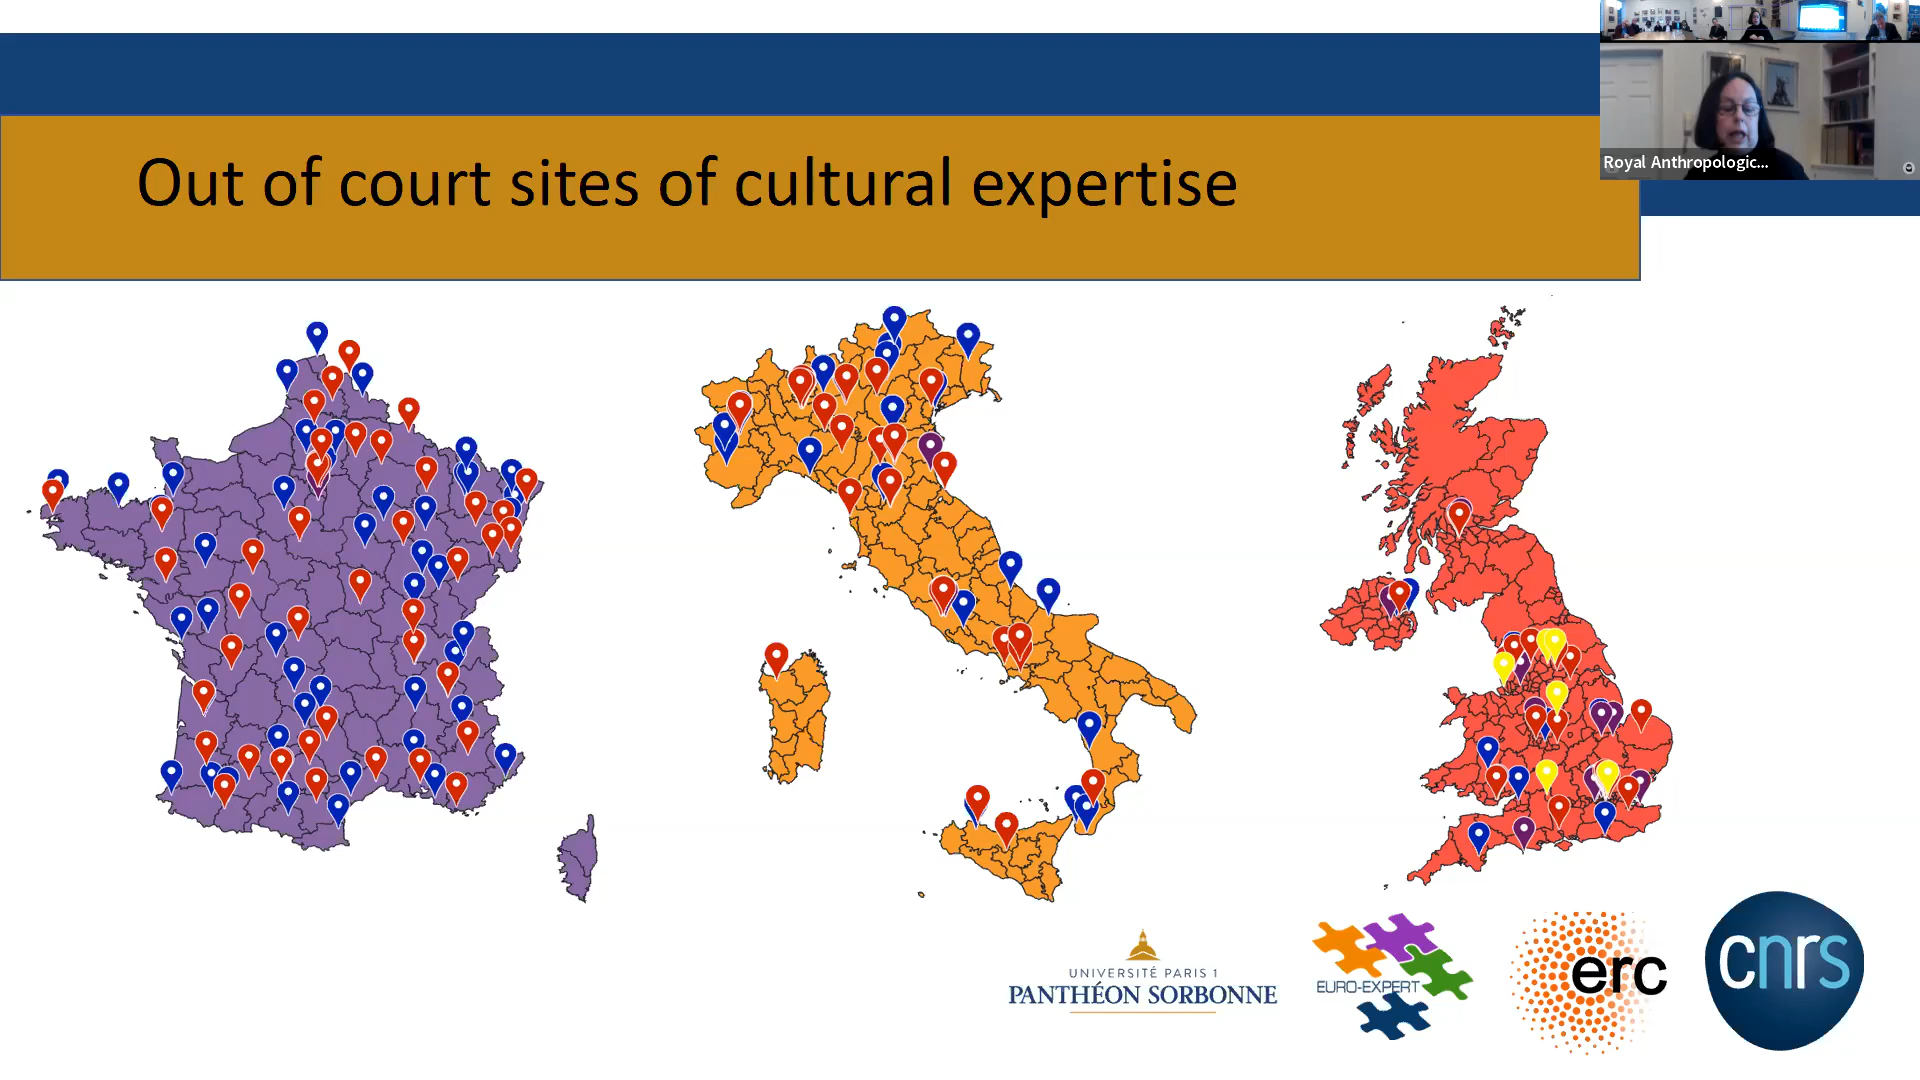 Out of court sites of cultural expertise
Royal Anthropologic...
UNIVERSITÉ PARIS 1
PANTHÉON SORBONNE
EURO-EXPERT
erc
cnrs